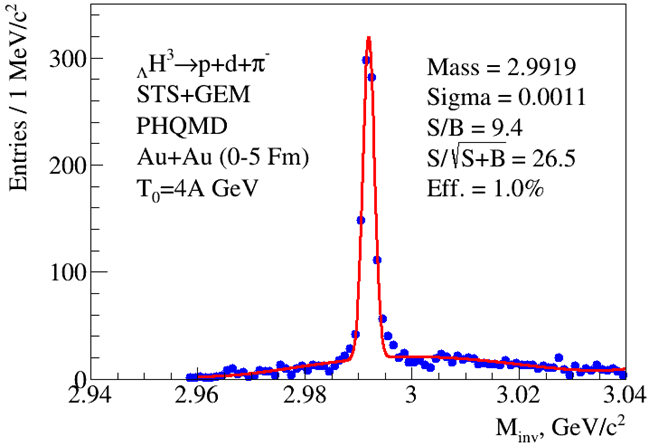 Entries / 1 MeV/c²
300
200
100
0
ΛH³→p+d+π⁻
STS+GEM
PHQMD
Au+Au (0-5 Fm)
T₀=4A GeV
Mass = 2.9919
Sigma = 0.0011
S/B = 9.4
S/√S+B = 26.5
Eff. = 1.0%
2.94 2.96 2.98 3 3.02 3.04
Minv, GeV/c²